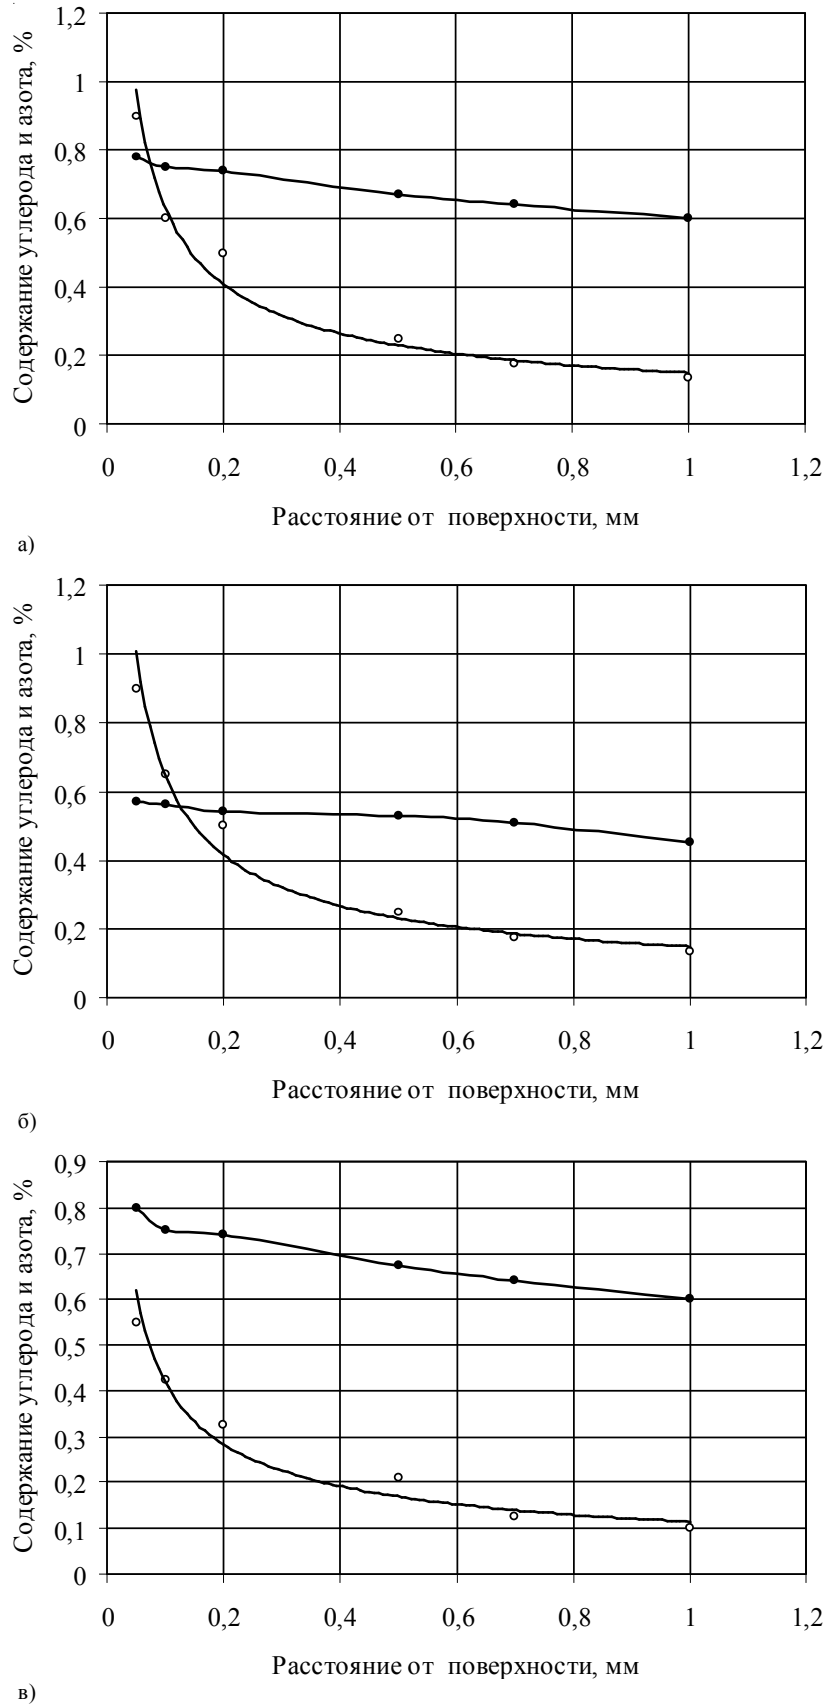 Содержание углерода и азота, %
1,2
1
0,8
0,6
0,4
0,2
0
0 0,2 0,4 0,6 0,8 1 1,2
Расстояние от поверхности, мм
а)
Содержание углерода и азота, %
1,2
1
0,8
0,6
0,4
0,2
0
0 0,2 0,4 0,6 0,8 1 1,2
Расстояние от поверхности, мм
б)
Содержание углерода и азота, %
0,9
0,8
0,7
0,6
0,5
0,4
0,3
0,2
0,1
0
0 0,2 0,4 0,6 0,8 1 1,2
Расстояние от поверхности, мм
в)